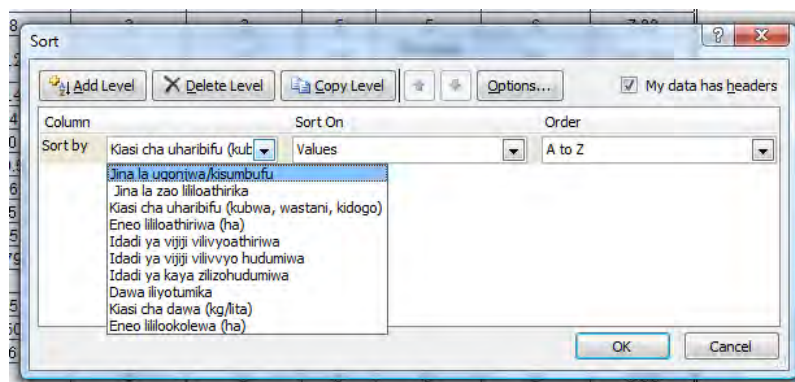 Sort
Add Level Delete Level Copy Level Options... My data has headers
Column Sort On Order
Sort by Kiasi cha uharibifu (kub Values A to Z
Jina la ugonjwa/kisumbufu
Jina la zao lililoathirika
Kiasi cha uharibifu (kubwa, wastani, kidogo)
Eneo lililoathiriwa (ha)
Idadi ya vijiji vilivyoathiriwa
Idadi ya vijiji vilivvyo hudumiwa
Idadi ya kaya zilizohudumiwa
Dawa iliyotumika
Kiasi cha dawa (kg/lita)
Eneo lililookolewa (ha)
OK Cancel